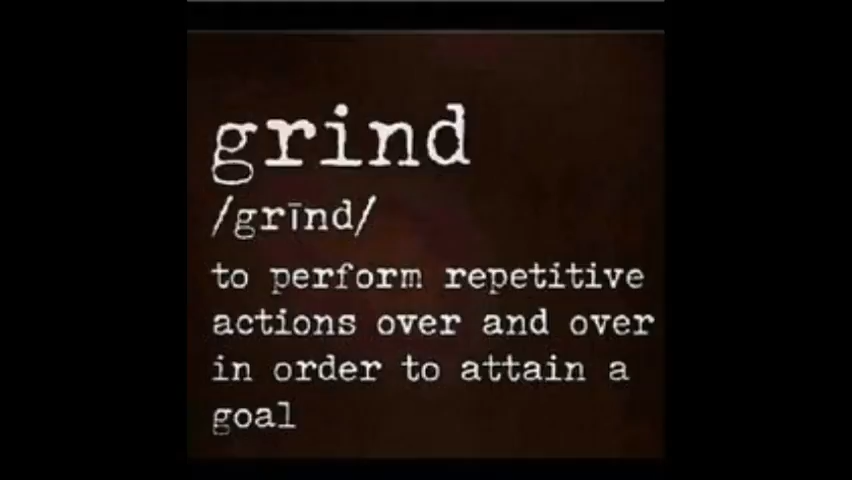 grind
/grīnd/
to perform repetitive
actions over and over
in order to attain a
goal